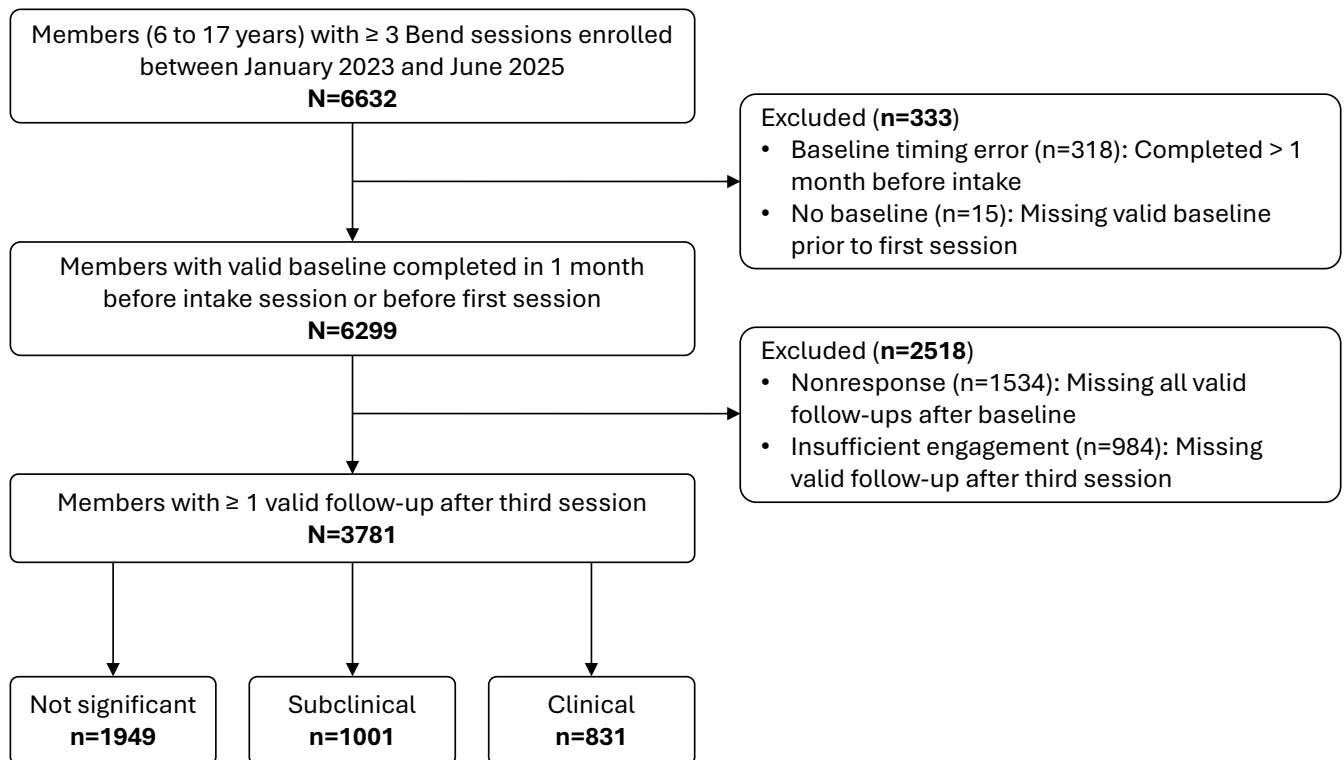 Members (6 to 17 years) with ≥ 3 Bend sessions enrolled
between January 2023 and June 2025
N=6632
Excluded (n=333)
• Baseline timing error (n=318): Completed > 1
month before intake
• No baseline (n=15): Missing valid baseline
prior to first session
Members with valid baseline completed in 1 month
before intake session or before first session
N=6299
Excluded (n=2518)
• Nonresponse (n=1534): Missing all valid
follow-ups after baseline
• Insufficient engagement (n=984): Missing
valid follow-up after third session
Members with ≥ 1 valid follow-up after third session
N=3781
Not significant
n=1949
Subclinical
n=1001
Clinical
n=831